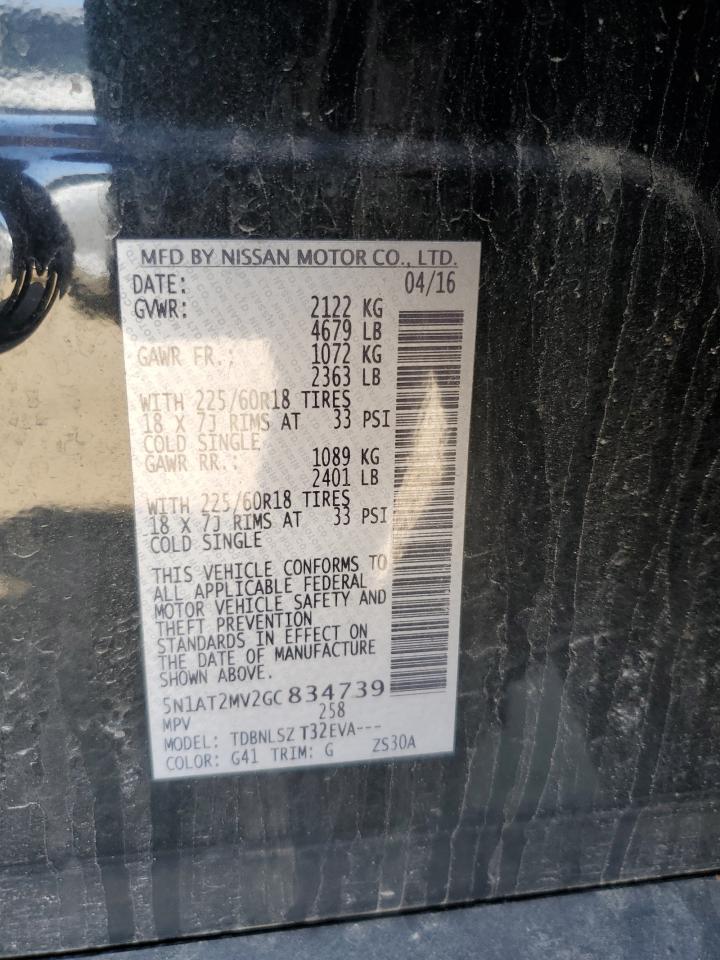 MFD BY NISSAN MOTOR CO., LTD.
DATE: 04/16
GVWR: 2122 KG
4679 LB
GAWR FR.: 1072 KG
2363 LB
WITH 225/60R18 TIRES
18 X 7J RIMS AT 33 PSI
COLD SINGLE
GAWR RR.: 1089 KG
2401 LB
WITH 225/60R18 TIRES
18 X 7J RIMS AT 33 PSI
COLD SINGLE
THIS VEHICLE CONFORMS TO
ALL APPLICABLE FEDERAL
MOTOR VEHICLE SAFETY AND
THEFT PREVENTION
STANDARDS IN EFFECT ON
THE DATE OF MANUFACTURE
SHOWN ABOVE.
5N1AT2MV2GC834739
MPV 258
MODEL: TDBNLSZ T32EVA---
COLOR: G41 TRIM: G ZS30A